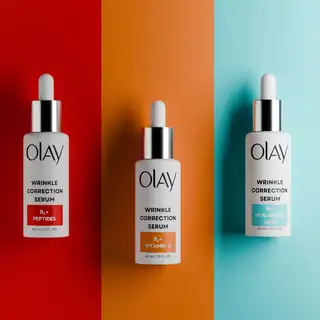 OLAY
WRINKLE
CORRECTION
SERUM
B₃+
PEPTIDES
OLAY
WRINKLE
CORRECTION
SERUM
B₃+
VITAMIN C
OLAY
WRINKLE
CORRECTION
SERUM
HYALURONIC
ACID